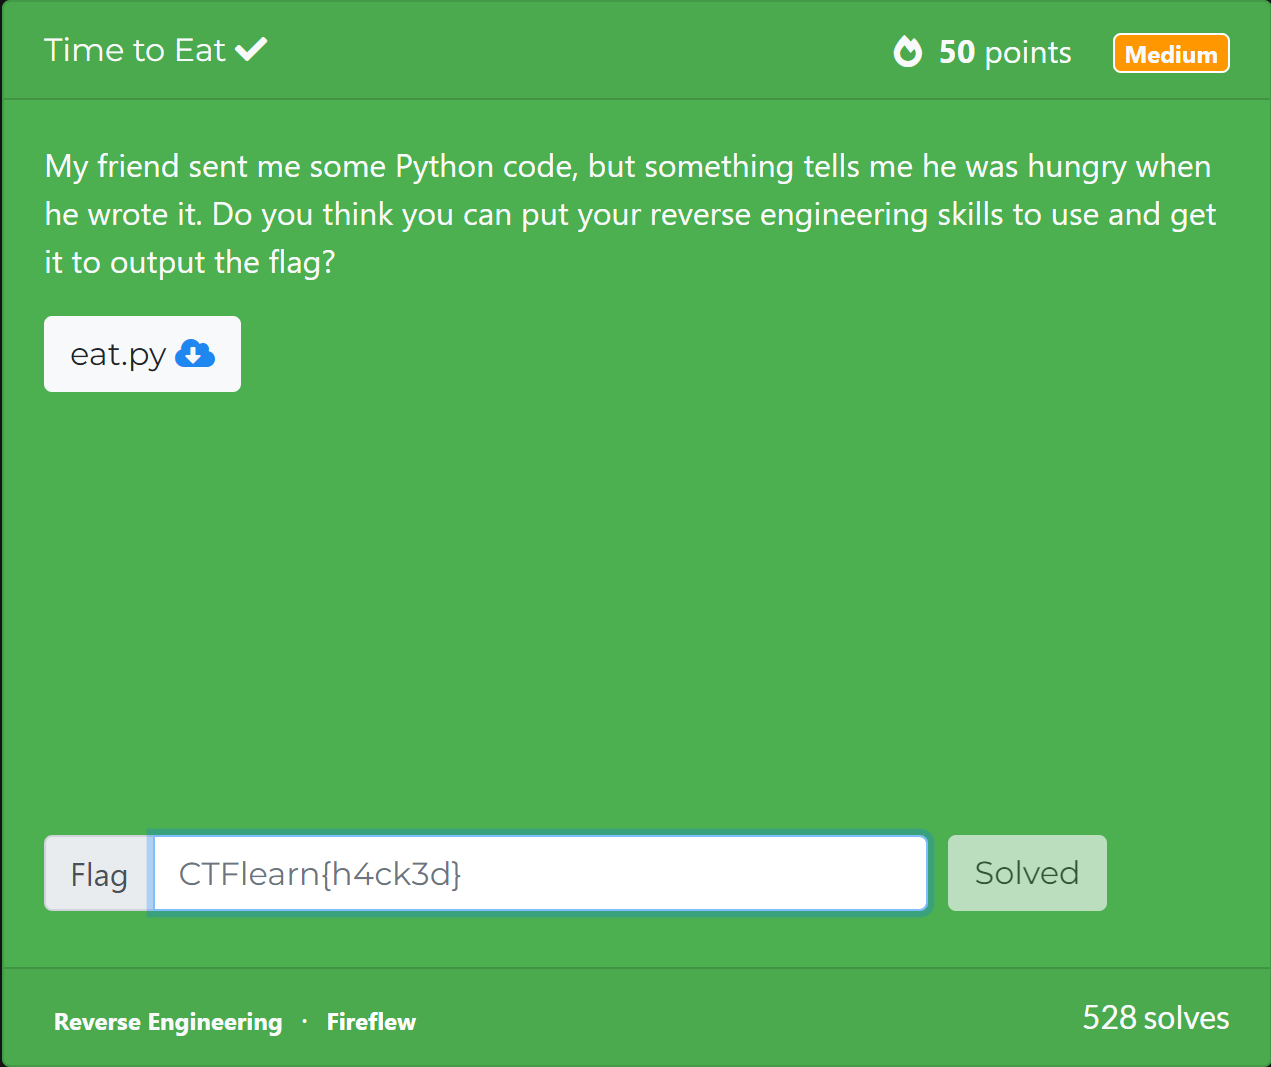 Time to Eat
50 points
Medium
My friend sent me some Python code, but something tells me he was hungry when
he wrote it. Do you think you can put your reverse engineering skills to use and get
it to output the flag?
eat.py
Flag
CTFlearn{h4ck3d}
Solved
Reverse Engineering · Fireflew
528 solves